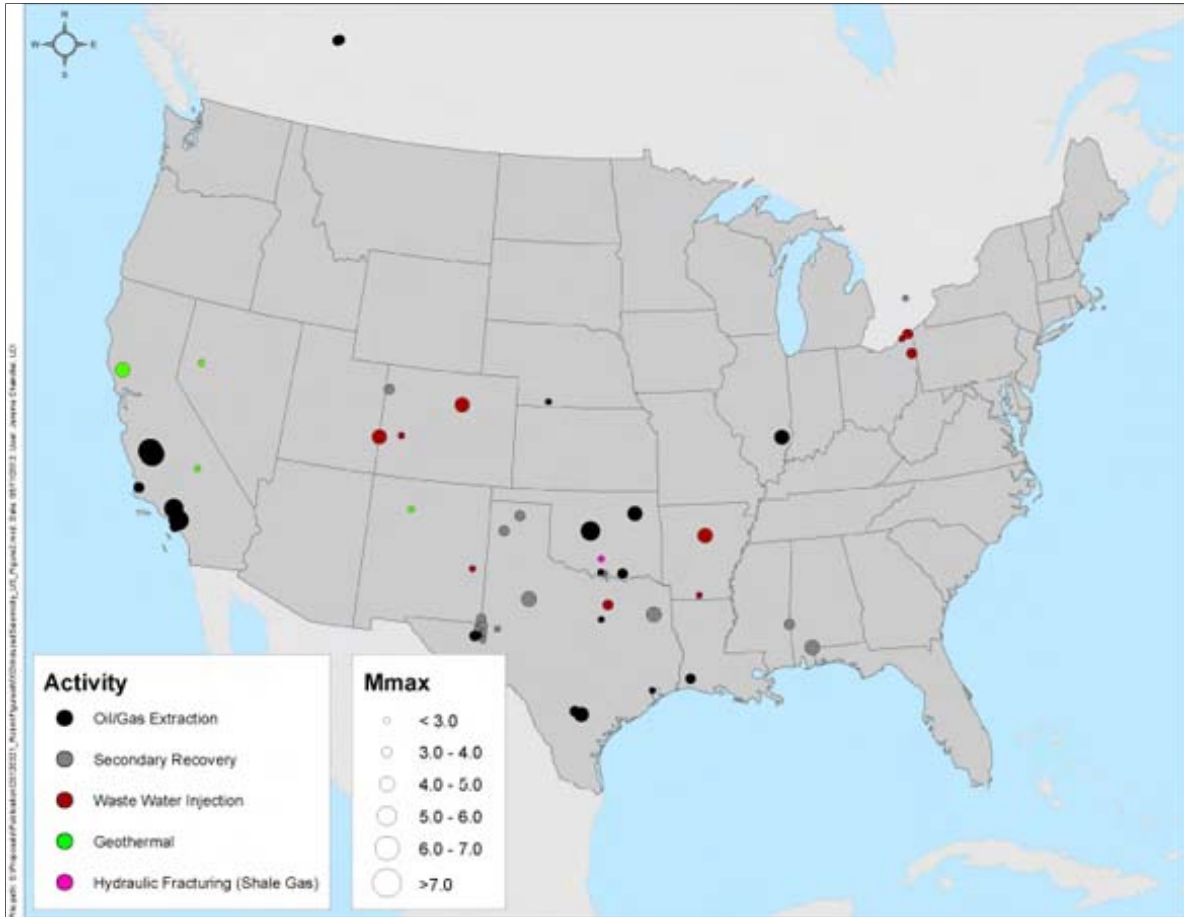 N
W E
S
Activity
Oil/Gas Extraction
Secondary Recovery
Waste Water Injection
Geothermal
Hydraulic Fracturing (Shale Gas)
Mmax
< 3.0
3.0 - 4.0
4.0 - 5.0
5.0 - 6.0
6.0 - 7.0
>7.0